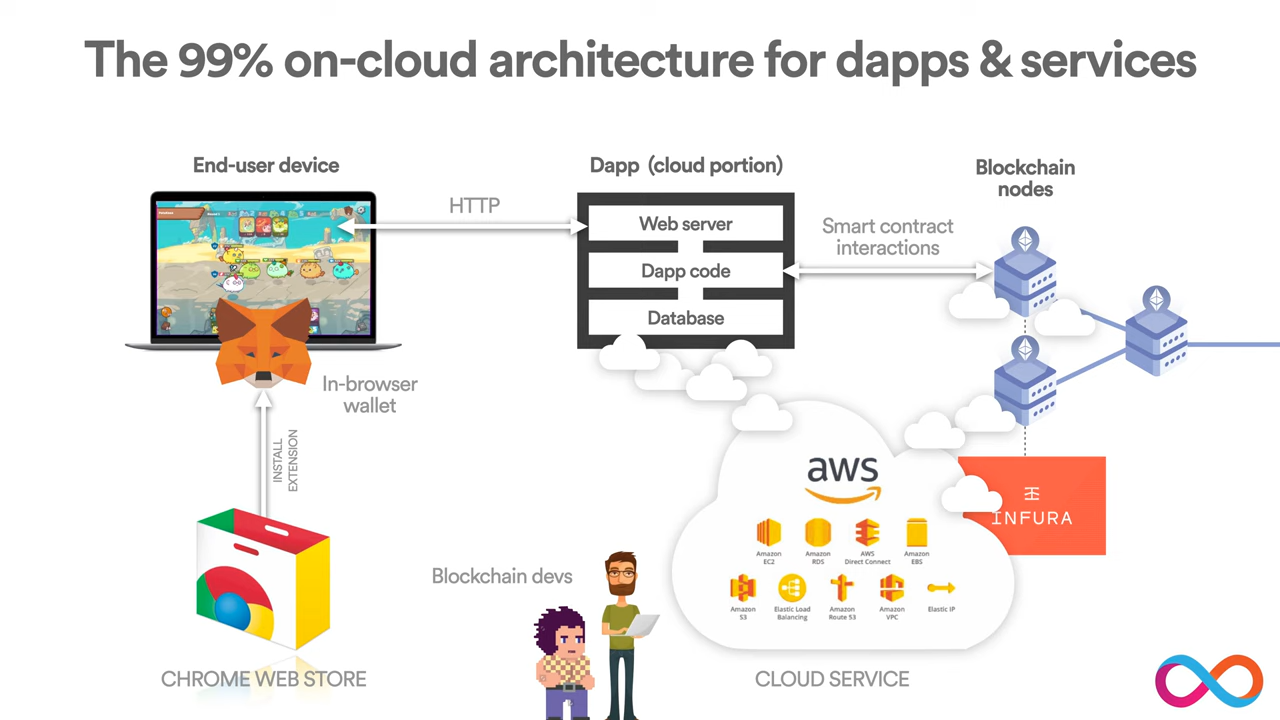 The 99% on-cloud architecture for dapps & services
End-user device
Dapp (cloud portion)
Blockchain
nodes
HTTP
Web server
Dapp code
Database
Smart contract
interactions
In-browser
wallet
INSTALL
EXTENSION
aws
INFURA
Amazon
EC2
Amazon
RDS
AWS
Direct Connect
Amazon
EBS
Amazon
S3
Elastic Load
Balancing
Amazon
Route 53
Amazon
VPC
Elastic IP
Blockchain devs
CHROME WEB STORE
CLOUD SERVICE